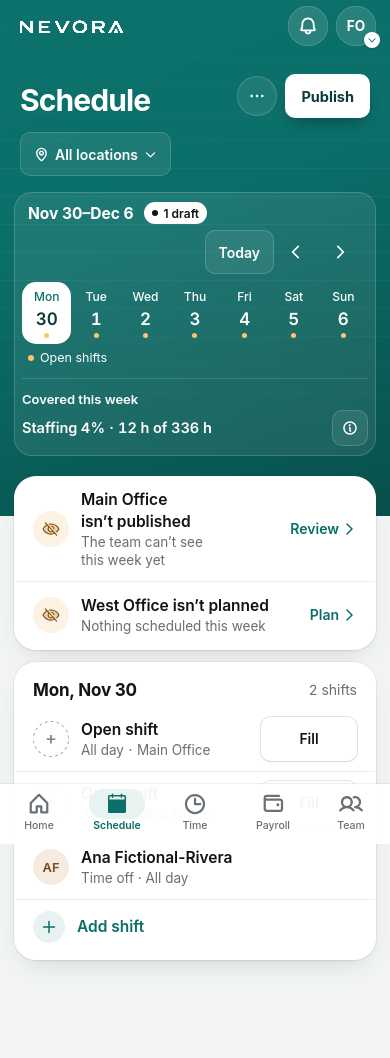 NEVORA
FO
Schedule
Publish
All locations
Nov 30–Dec 6
1 draft
Today
Mon Tue Wed Thu Fri Sat Sun
30 1 2 3 4 5 6
Open shifts
Covered this week
Staffing 4% · 12 h of 336 h
Main Office
isn’t published
The team can’t see
this week yet
Review
West Office isn’t planned
Nothing scheduled this week
Plan
Mon, Nov 30
2 shifts
Open shift
All day · Main Office
Fill
Open shift
Fill
Home Schedule Time Payroll Team
AF
Ana Fictional-Rivera
Time off · All day
Add shift